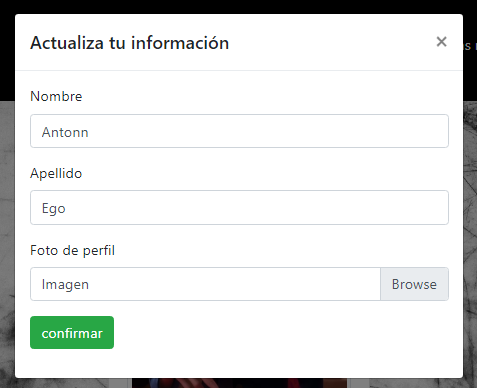 Actualiza tu información
×
Nombre
Antonn
Apellido
Ego
Foto de perfil
Imagen Browse
confirmar